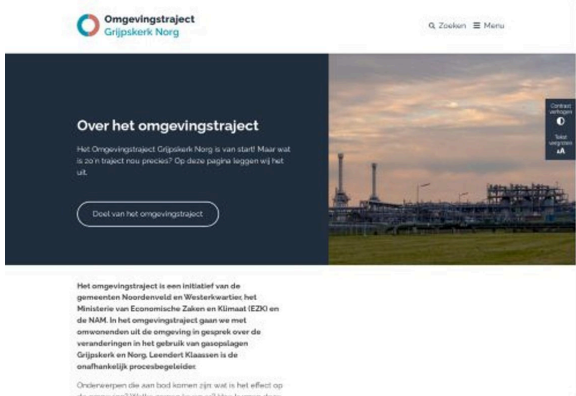 Omgevingstraject
Grijpskerk Norg
Zoeken
Menu
Over het omgevingstraject
Het Omgevingstraject Grijpskerk Norg is van start! Maar wat
is zo'n traject nou precies? Op deze pagina leggen wij het
uit.
Doel van het omgevingstraject
Contrast
verhogen
Tekst
vergroten
AA
Het omgevingstraject is een initiatief van de
gemeenten Noordenveld en Westerkwartier, het
Ministerie van Economische Zaken en Klimaat (EZK) en
de NAM. In het omgevingstraject gaan we met
omwonenden uit de omgeving in gesprek over de
veranderingen in het gebruik van gasopslagen
Grijpskerk en Norg. Leendert Klaassen is de
onafhankelijk procesbegeleider.
Onderwerpen die aan bod komen zijn: wat is het effect op